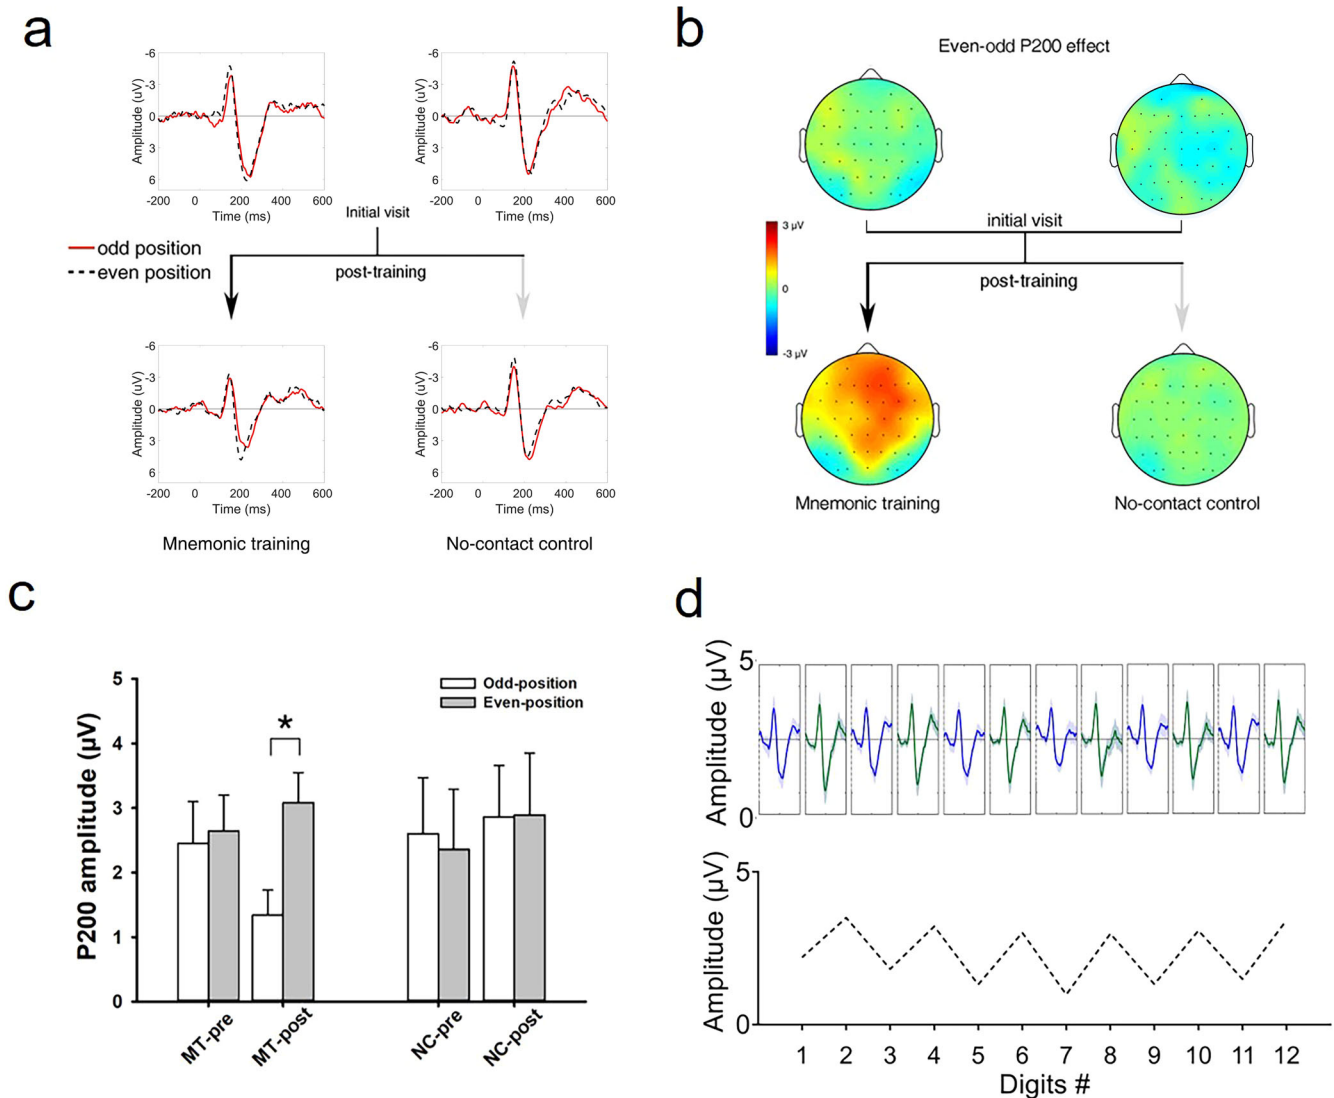 a
-6
-3
0
3
6
Amplitude (uV)
-200 0 200 400 600
Time (ms)
-6
-3
0
3
6
Amplitude (uV)
-200 0 200 400 600
Time (ms)
Initial visit
odd position
even position
post-training
-6
-3
0
3
6
Amplitude (uV)
-200 0 200 400 600
Time (ms)
-6
-3
0
3
6
Amplitude (uV)
-200 0 200 400 600
Time (ms)
Mnemonic training
No-contact control
b
Even-odd P200 effect
initial visit
3 µV
0
-3 µV
post-training
Mnemonic training
No-contact control
c
5
4
3
2
1
0
P200 amplitude (µV)
Odd-position
Even-position
*
MT-pre
MT-post
NC-pre
NC-post
d
5
0
Amplitude (µV)
5
0
Amplitude (µV)
1 2 3 4 5 6 7 8 9 10 11 12
Digits #